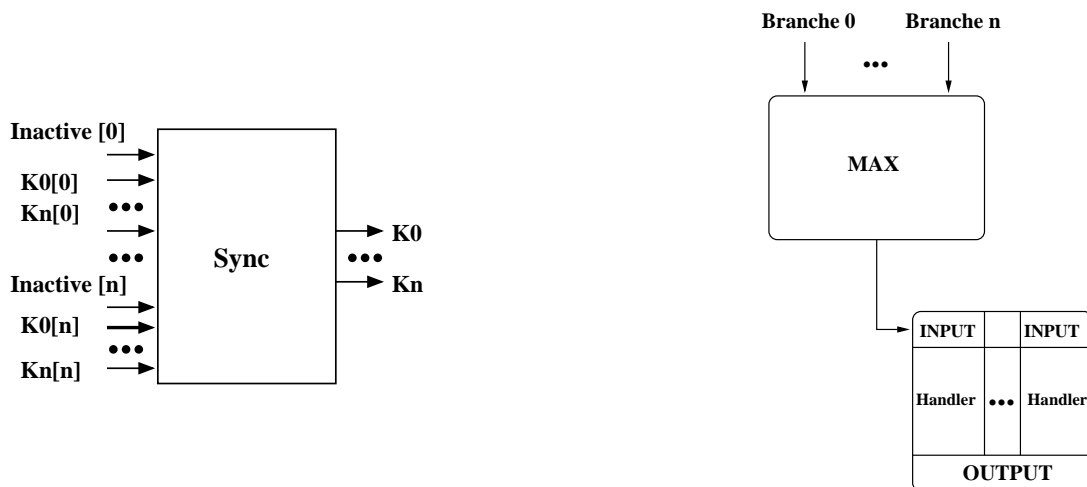 Inactive [0]
K0[0]
Kn[0]
Inactive [n]
K0[n]
Kn[n]
Sync
K0
Kn
Branche 0 Branche n
MAX
INPUT INPUT
Handler Handler
OUTPUT